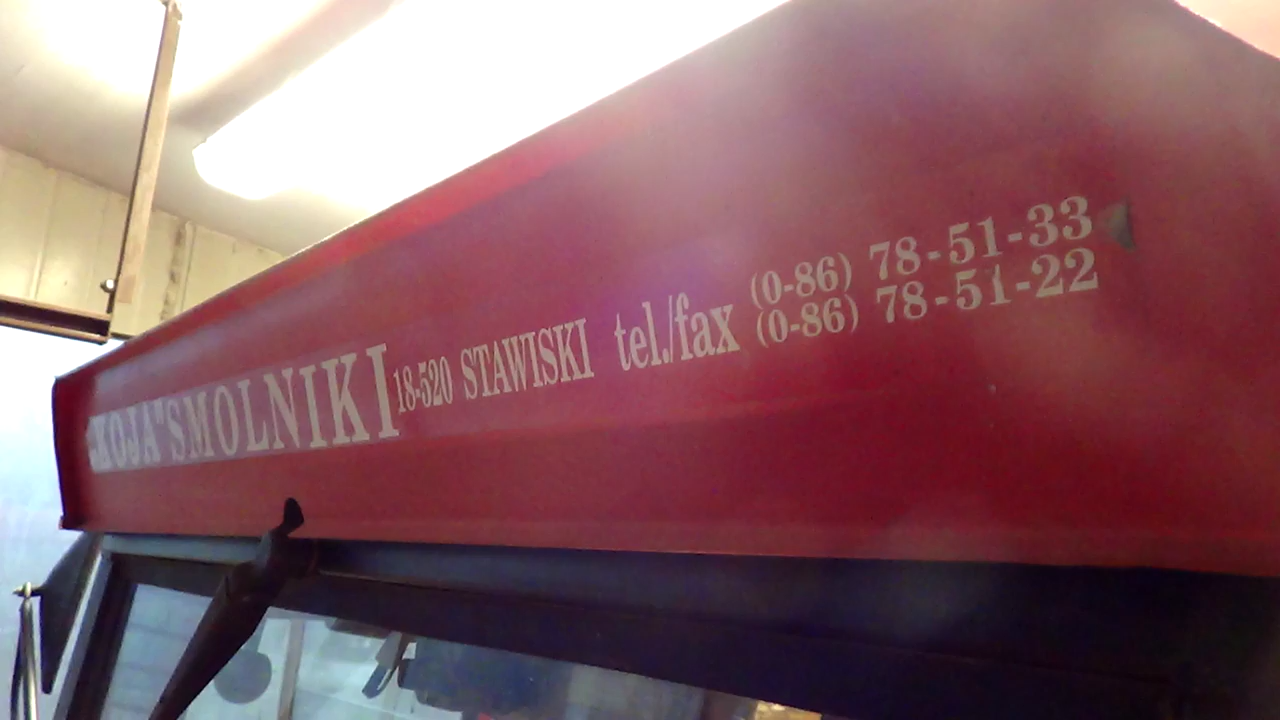 KOJA" SMOLNIKI 18-520 STAWISKI tel./fax (0-86) 78-51-33
(0-86) 78-51-22